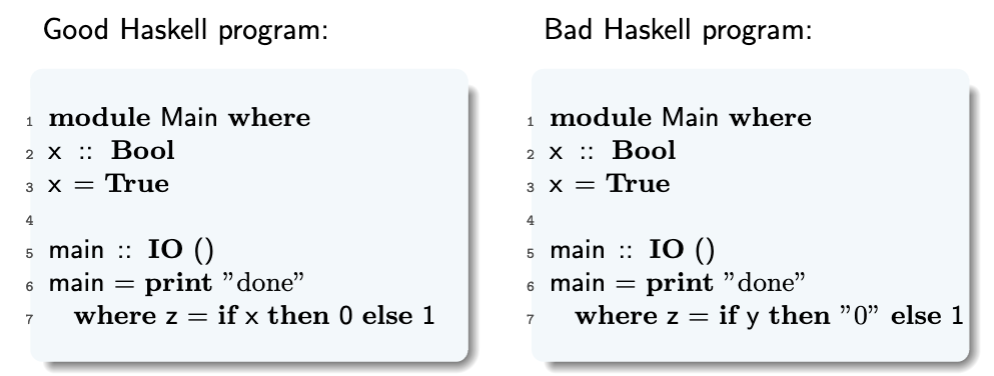 Good Haskell program:
1 module Main where
2 x :: Bool
3 x = True
4
5 main :: IO ()
6 main = print ”done”
7 where z = if x then 0 else 1
Bad Haskell program:
1 module Main where
2 x :: Bool
3 x = True
4
5 main :: IO ()
6 main = print ”done”
7 where z = if y then ”0” else 1